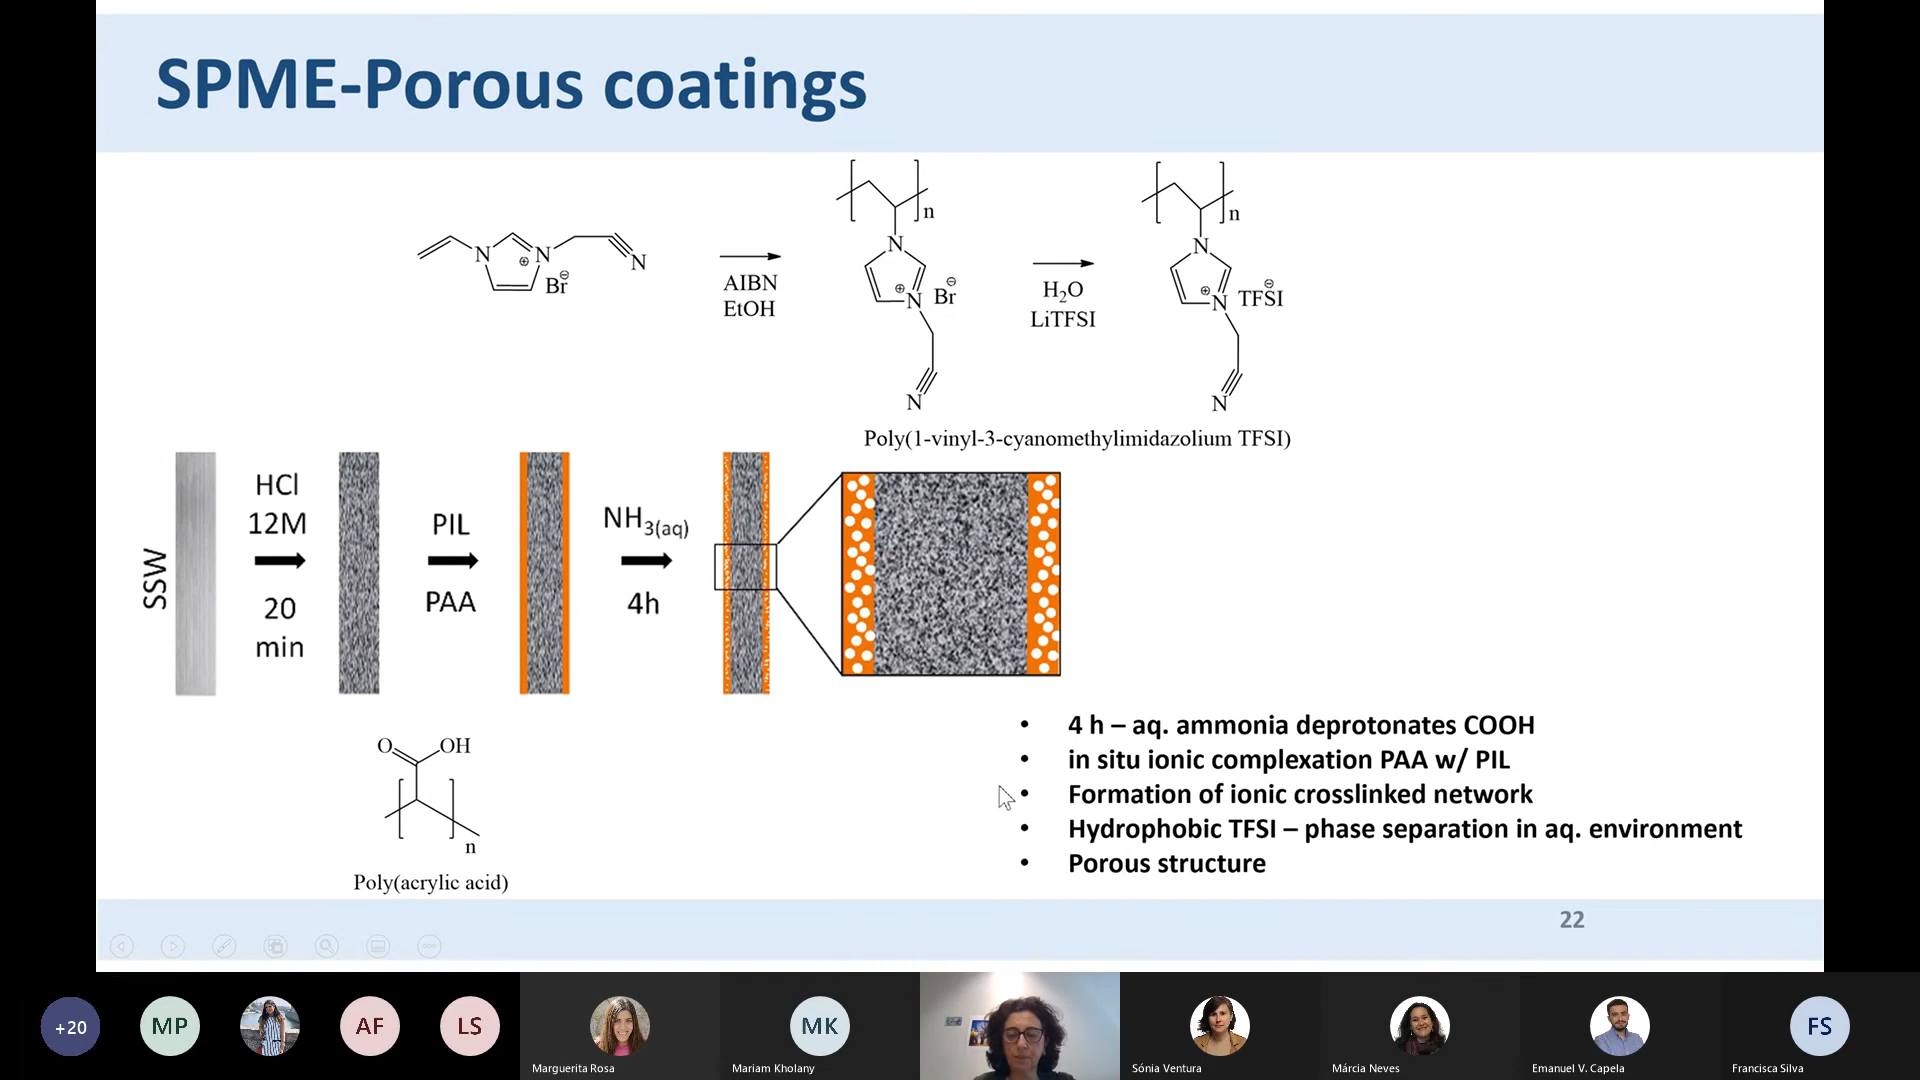 SPME-Porous coatings
N
⊕
N
Br⊖
N
AIBN
EtOH
n
N
⊕
N
Br⊖
N
H₂O
LiTFSI
n
N
⊕
N
TFSI⊖
N
Poly(1-vinyl-3-cyanomethylimidazolium TFSI)
SSW
HCl
12M
20
min
PIL
PAA
NH₃(aq)
4h
O
OH
n
Poly(acrylic acid)
• 4 h – aq. ammonia deprotonates COOH
• in situ ionic complexation PAA w/ PIL
• Formation of ionic crosslinked network
• Hydrophobic TFSI – phase separation in aq. environment
• Porous structure
22
+20
MP
AF
LS
Marguerita Rosa
MK
Mariam Kholany
Sónia Ventura
Márcia Neves
Emanuel V. Capela
FS
Francisca Silva